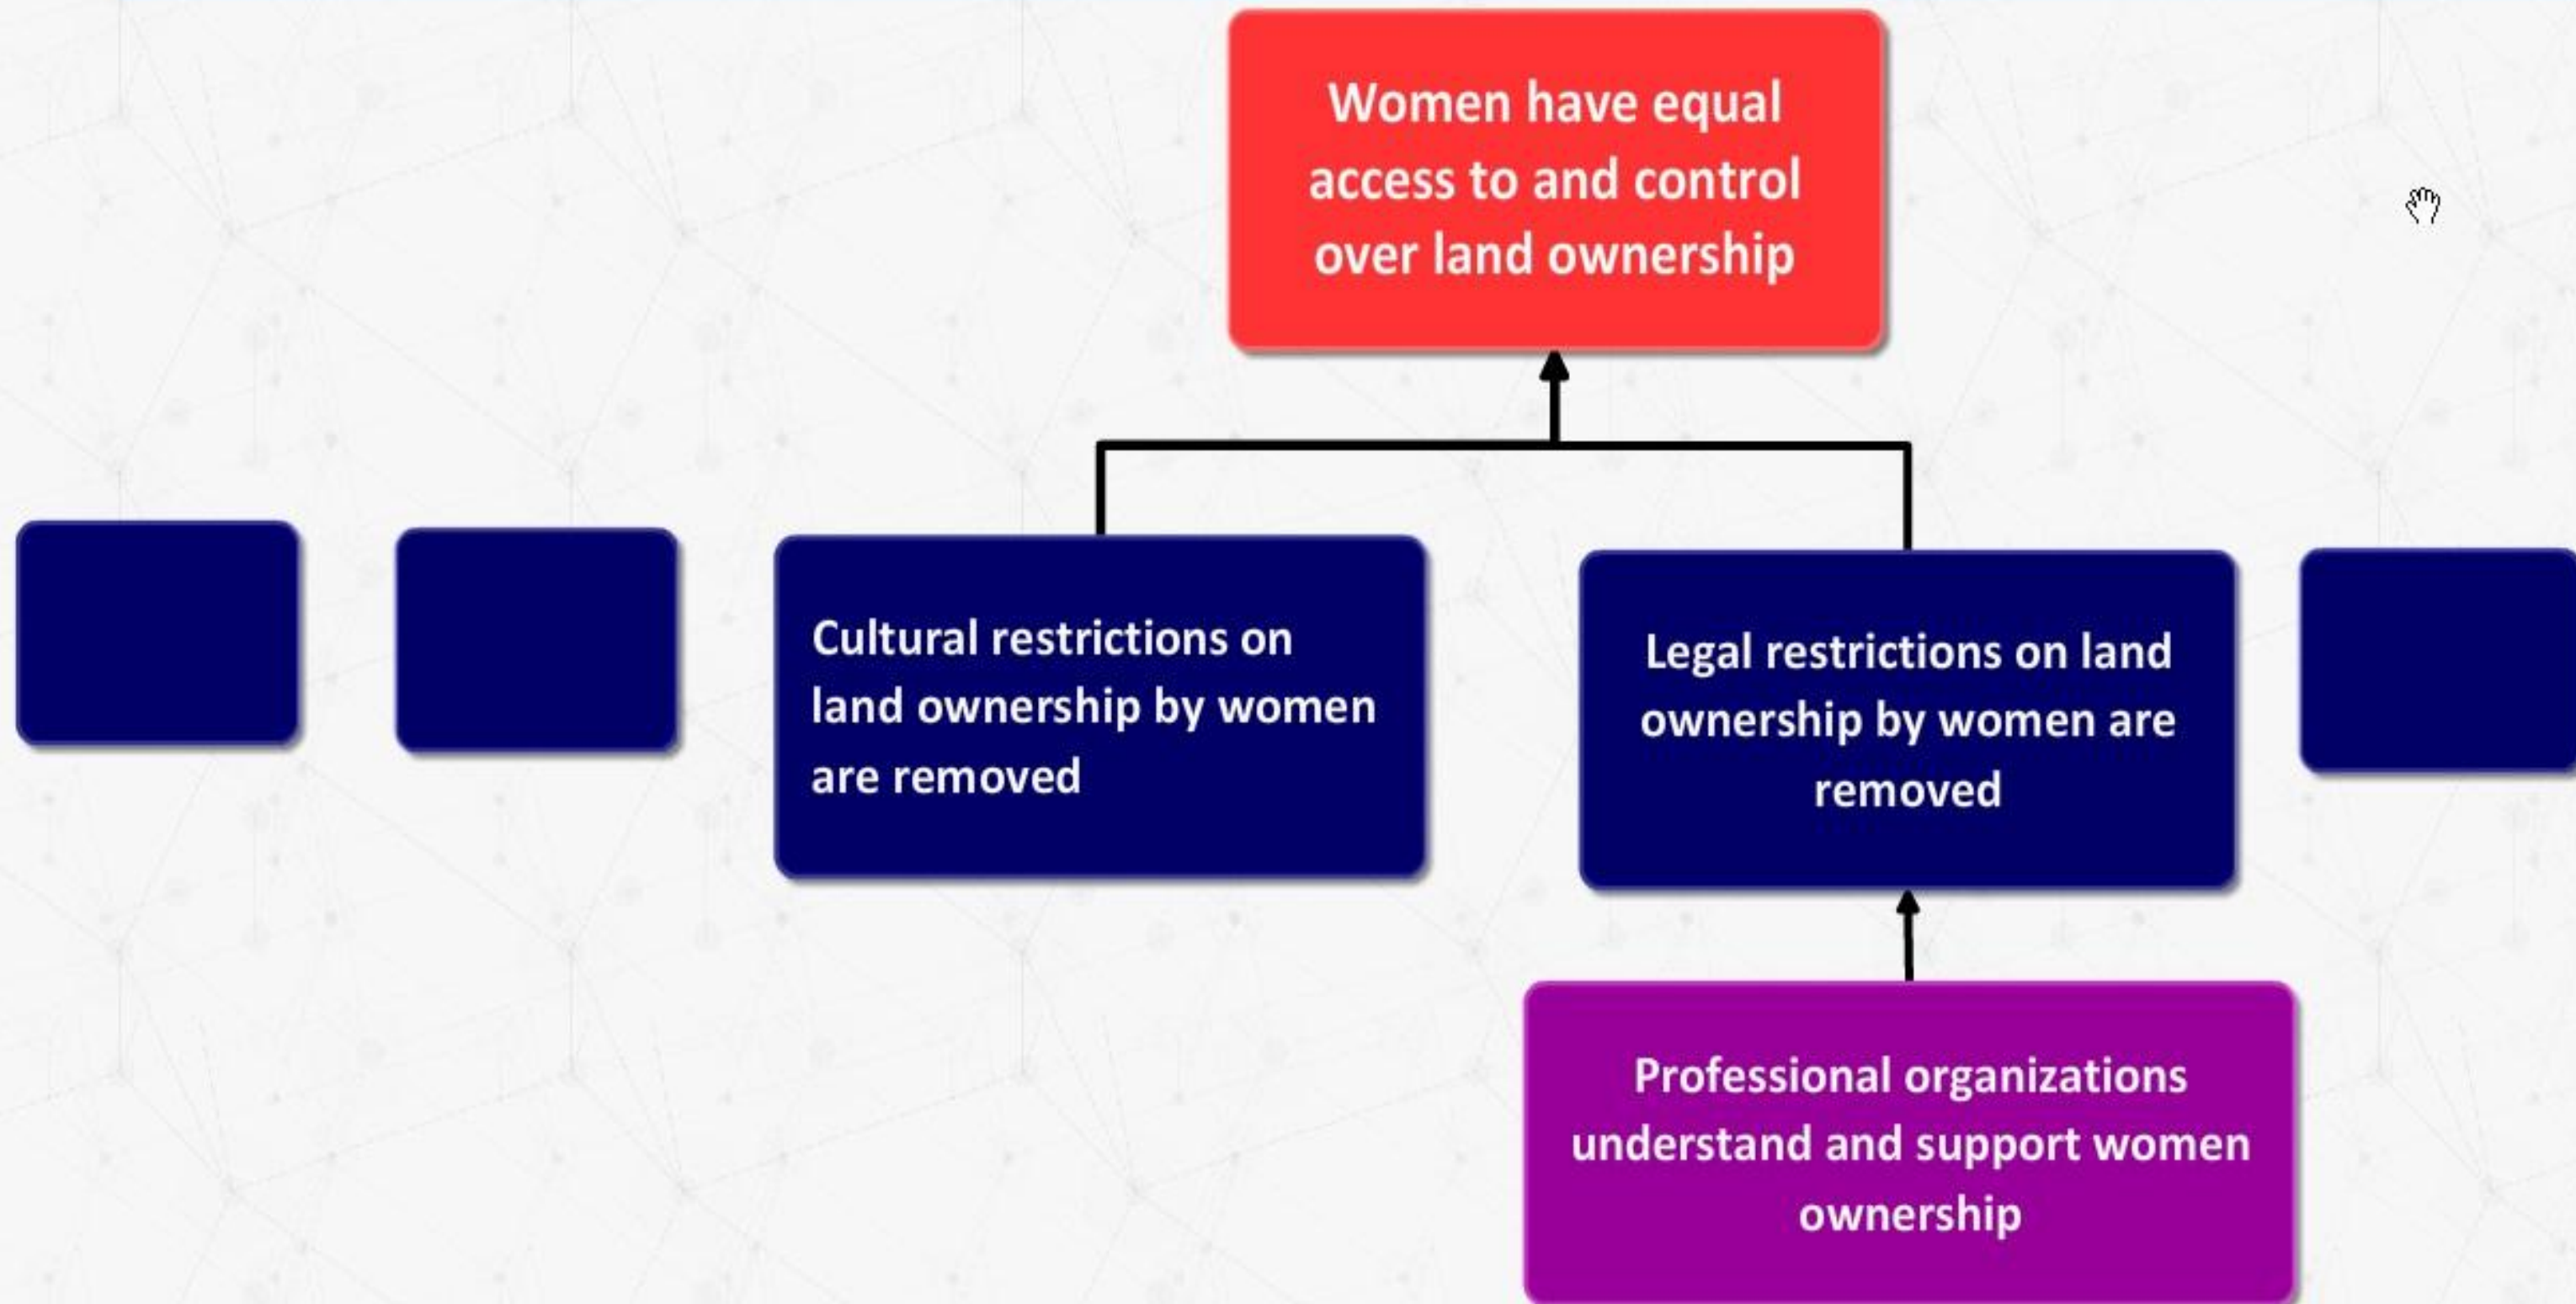 Women have equal
access to and control
over land ownership
Cultural restrictions on
land ownership by women
are removed
Legal restrictions on land
ownership by women are
removed
Professional organizations
understand and support women
ownership